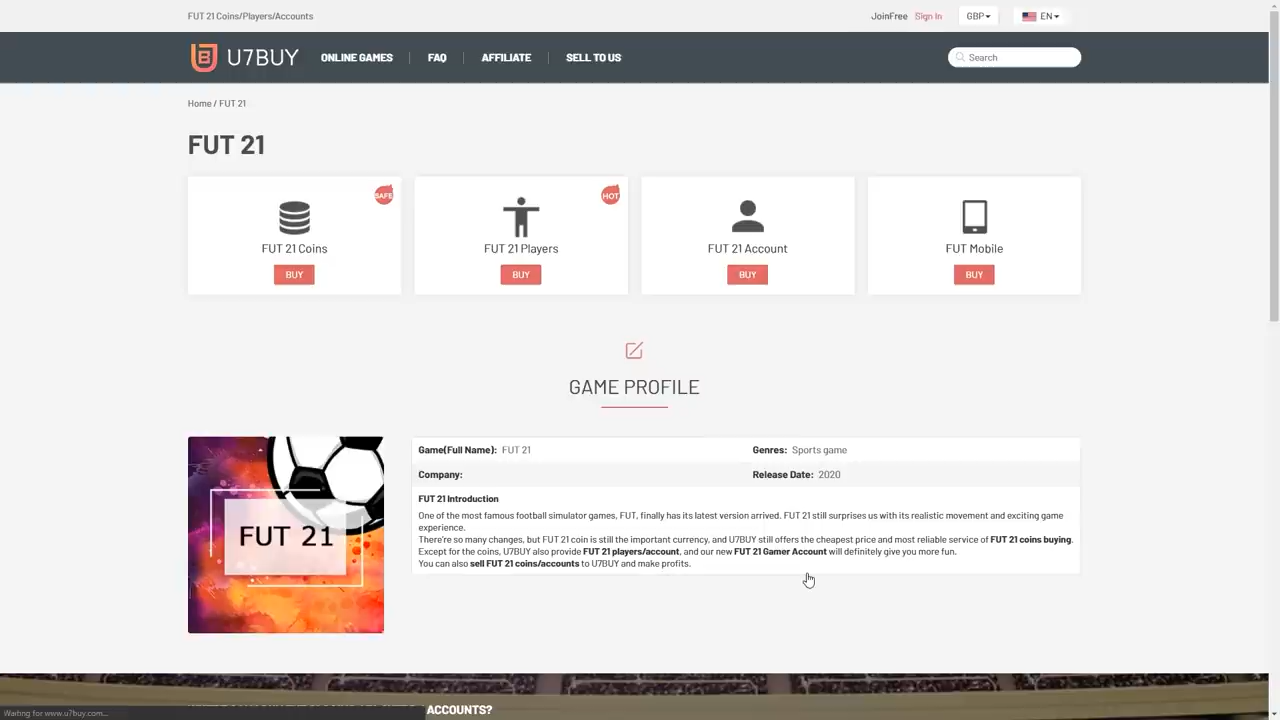 FUT 21 Coins/Players/Accounts
JoinFree Sign In GBP EN
U7BUY ONLINE GAMES FAQ AFFILIATE SELL TO US Search
Home / FUT 21
FUT 21
SAFE
HOT
FUT 21 Coins
FUT 21 Players
FUT 21 Account
FUT Mobile
BUY
BUY
BUY
BUY
GAME PROFILE
Game(Full Name): FUT 21 Genres: Sports game
Company: Release Date: 2020
FUT 21 Introduction
One of the most famous football simulator games, FUT, finally has its latest version arrived. FUT 21 still surprises us with its realistic movement and exciting game
experience.
There're so many changes, but FUT 21 coin is still the important currency, and U7BUY still offers the cheapest price and most reliable service of FUT 21 coins buying.
Except for the coins, U7BUY also provide FUT 21 players/account, and our new FUT 21 Gamer Account will definitely give you more fun.
You can also sell FUT 21 coins/accounts to U7BUY and make profits.
FUT 21
ACCOUNTS?
Waiting for www.u7buy.com...